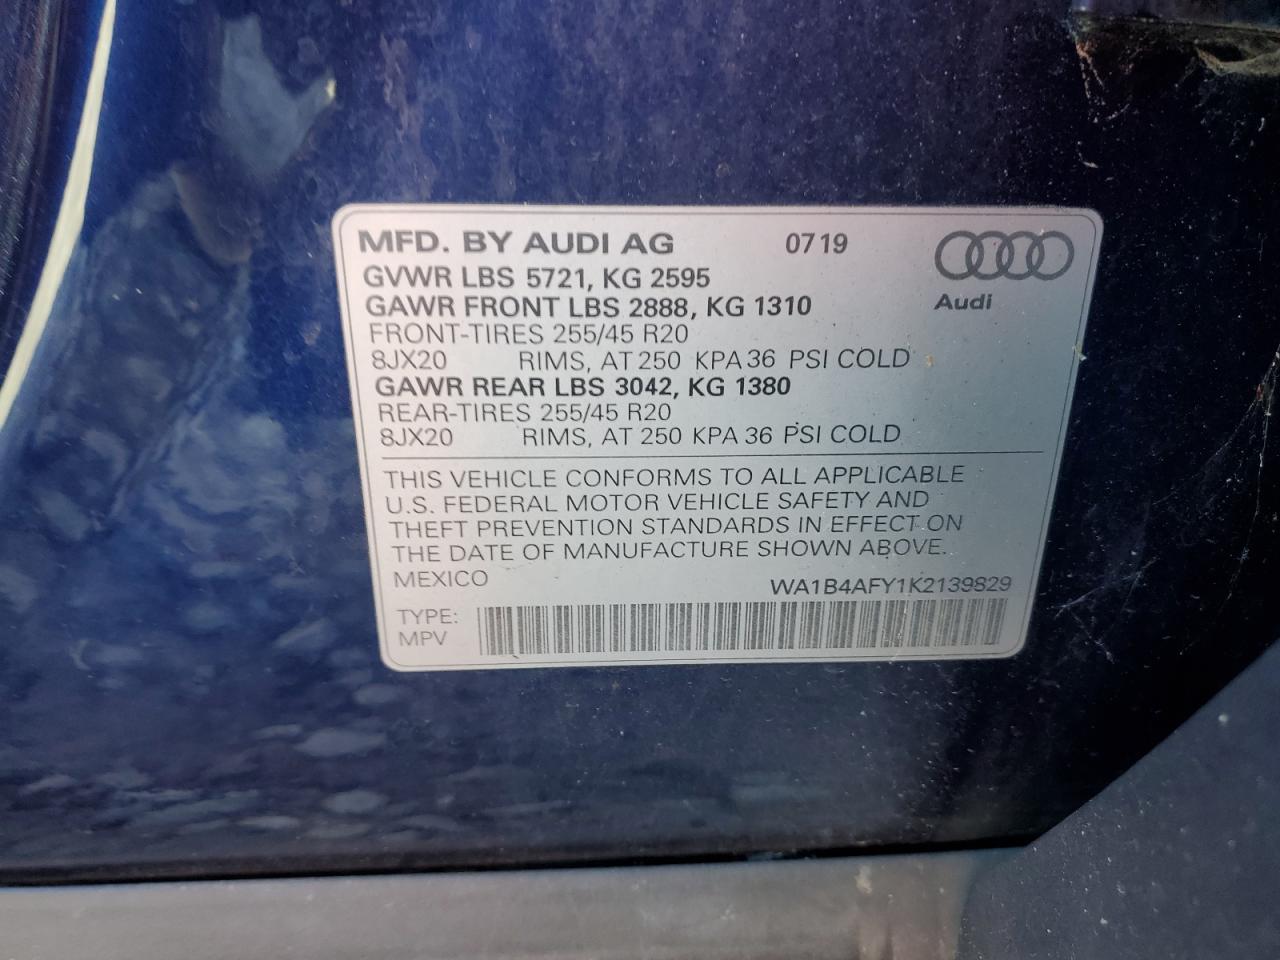 MFD. BY AUDI AG 0719
GVWR LBS 5721, KG 2595
GAWR FRONT LBS 2888, KG 1310
Audi
FRONT-TIRES 255/45 R20
8JX20 RIMS, AT 250 KPA 36 PSI COLD
GAWR REAR LBS 3042, KG 1380
REAR-TIRES 255/45 R20
8JX20 RIMS, AT 250 KPA 36 PSI COLD
THIS VEHICLE CONFORMS TO ALL APPLICABLE
U.S. FEDERAL MOTOR VEHICLE SAFETY AND
THEFT PREVENTION STANDARDS IN EFFECT ON
THE DATE OF MANUFACTURE SHOWN ABOVE.
MEXICO WA1B4AFY1K2139829
TYPE:
MPV